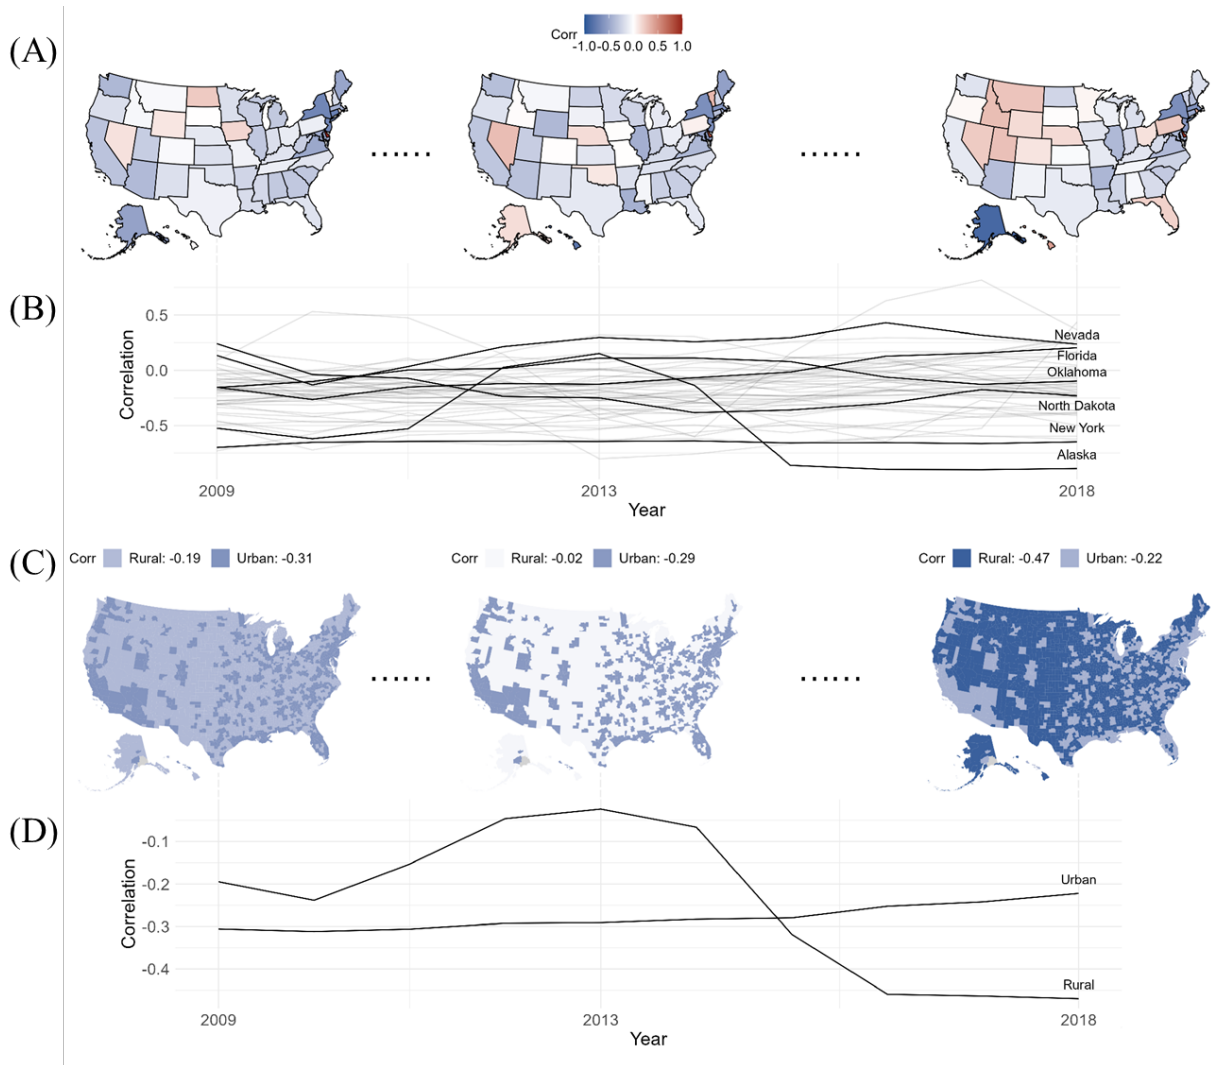 (A)
Corr
-1.0 -0.5 0.0 0.5 1.0
......
......
(B)
Correlation
0.5
0.0
-0.5
Nevada
Florida
Oklahoma
North Dakota
New York
Alaska
2009 2013 2018
Year
(C)
Corr Rural: -0.19 Urban: -0.31
Corr Rural: -0.02 Urban: -0.29
Corr Rural: -0.47 Urban: -0.22
......
......
(D)
Correlation
-0.1
-0.2
-0.3
-0.4
Urban
Rural
2009 2013 2018
Year